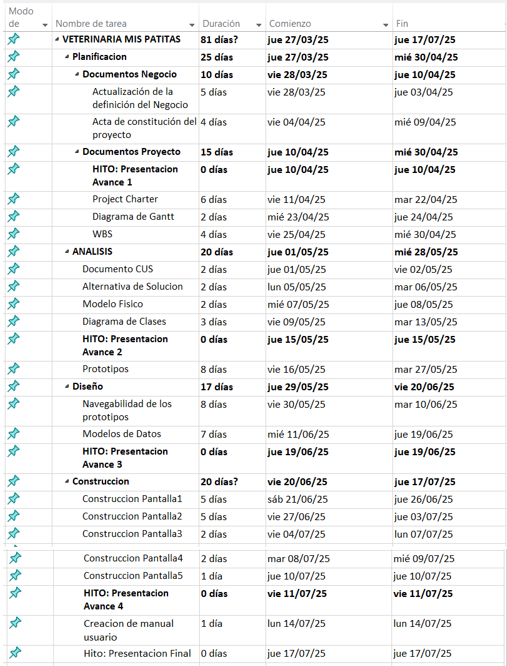 Modo de Nombre de tarea Duración Comienzo Fin
VETERINARIA MIS PATITAS 81 días? jue 27/03/25 jue 17/07/25
Planificacion 25 días jue 27/03/25 mié 30/04/25
Documentos Negocio 10 días vie 28/03/25 jue 10/04/25
Actualización de la definición del Negocio 5 días vie 28/03/25 jue 03/04/25
Acta de constitución del proyecto 4 días vie 04/04/25 mié 09/04/25
Documentos Proyecto 15 días jue 10/04/25 mié 30/04/25
HITO: Presentacion Avance 1 0 días jue 10/04/25 jue 10/04/25
Project Charter 6 días vie 11/04/25 mar 22/04/25
Diagrama de Gantt 2 días mié 23/04/25 jue 24/04/25
WBS 4 días vie 25/04/25 mié 30/04/25
ANALISIS 20 días jue 01/05/25 mié 28/05/25
Documento CUS 2 días jue 01/05/25 vie 02/05/25
Alternativa de Solucion 2 días lun 05/05/25 mar 06/05/25
Modelo Fisico 2 días mié 07/05/25 jue 08/05/25
Diagrama de Clases 3 días vie 09/05/25 mar 13/05/25
HITO: Presentacion Avance 2 0 días jue 15/05/25 jue 15/05/25
Prototipos 8 días vie 16/05/25 mar 27/05/25
Diseño 17 días jue 29/05/25 vie 20/06/25
Navegabilidad de los prototipos 8 días vie 30/05/25 mar 10/06/25
Modelos de Datos 7 días mié 11/06/25 jue 19/06/25
HITO: Presentacion Avance 3 0 días jue 19/06/25 jue 19/06/25
Construccion 20 días? vie 20/06/25 jue 17/07/25
Construccion Pantalla1 5 días sáb 21/06/25 jue 26/06/25
Construccion Pantalla2 5 días vie 27/06/25 jue 03/07/25
Construccion Pantalla3 2 días vie 04/07/25 lun 07/07/25
Construccion Pantalla4 2 días mar 08/07/25 mié 09/07/25
Construccion Pantalla5 1 día jue 10/07/25 jue 10/07/25
HITO: Presentacion Avance 4 0 días vie 11/07/25 vie 11/07/25
Creacion de manual usuario 1 día lun 14/07/25 lun 14/07/25
Hito: Presentacion Final 0 días jue 17/07/25 jue 17/07/25